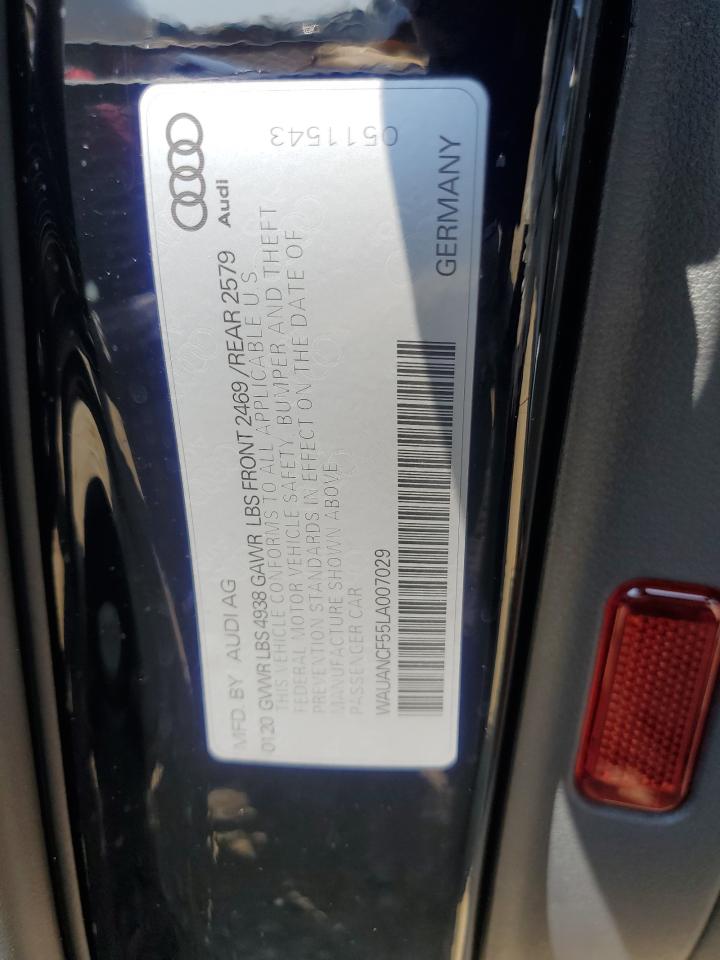 0511543
Audi
MFD. BY AUDI AG
0120 GVWR LBS 4938 GAWR LBS FRONT 2469 /REAR 2579
THIS VEHICLE CONFORMS TO ALL APPLICABLE U.S.
FEDERAL MOTOR VEHICLE SAFETY, BUMPER AND THEFT
PREVENTION STANDARDS IN EFFECT ON THE DATE OF
MANUFACTURE SHOWN ABOVE
PASSENGER CAR
WAUANCF55LA007029
GERMANY